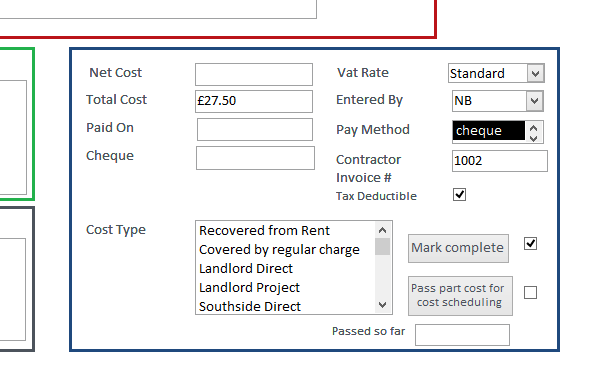 Net Cost
Vat Rate Standard
Total Cost £27.50
Entered By NB
Paid On
Pay Method cheque
Cheque
Contractor
Invoice # 1002
Tax Deductible
Cost Type
Recovered from Rent
Covered by regular charge
Landlord Direct
Landlord Project
Southside Direct
Mark complete
Pass part cost for
cost scheduling
Passed so far